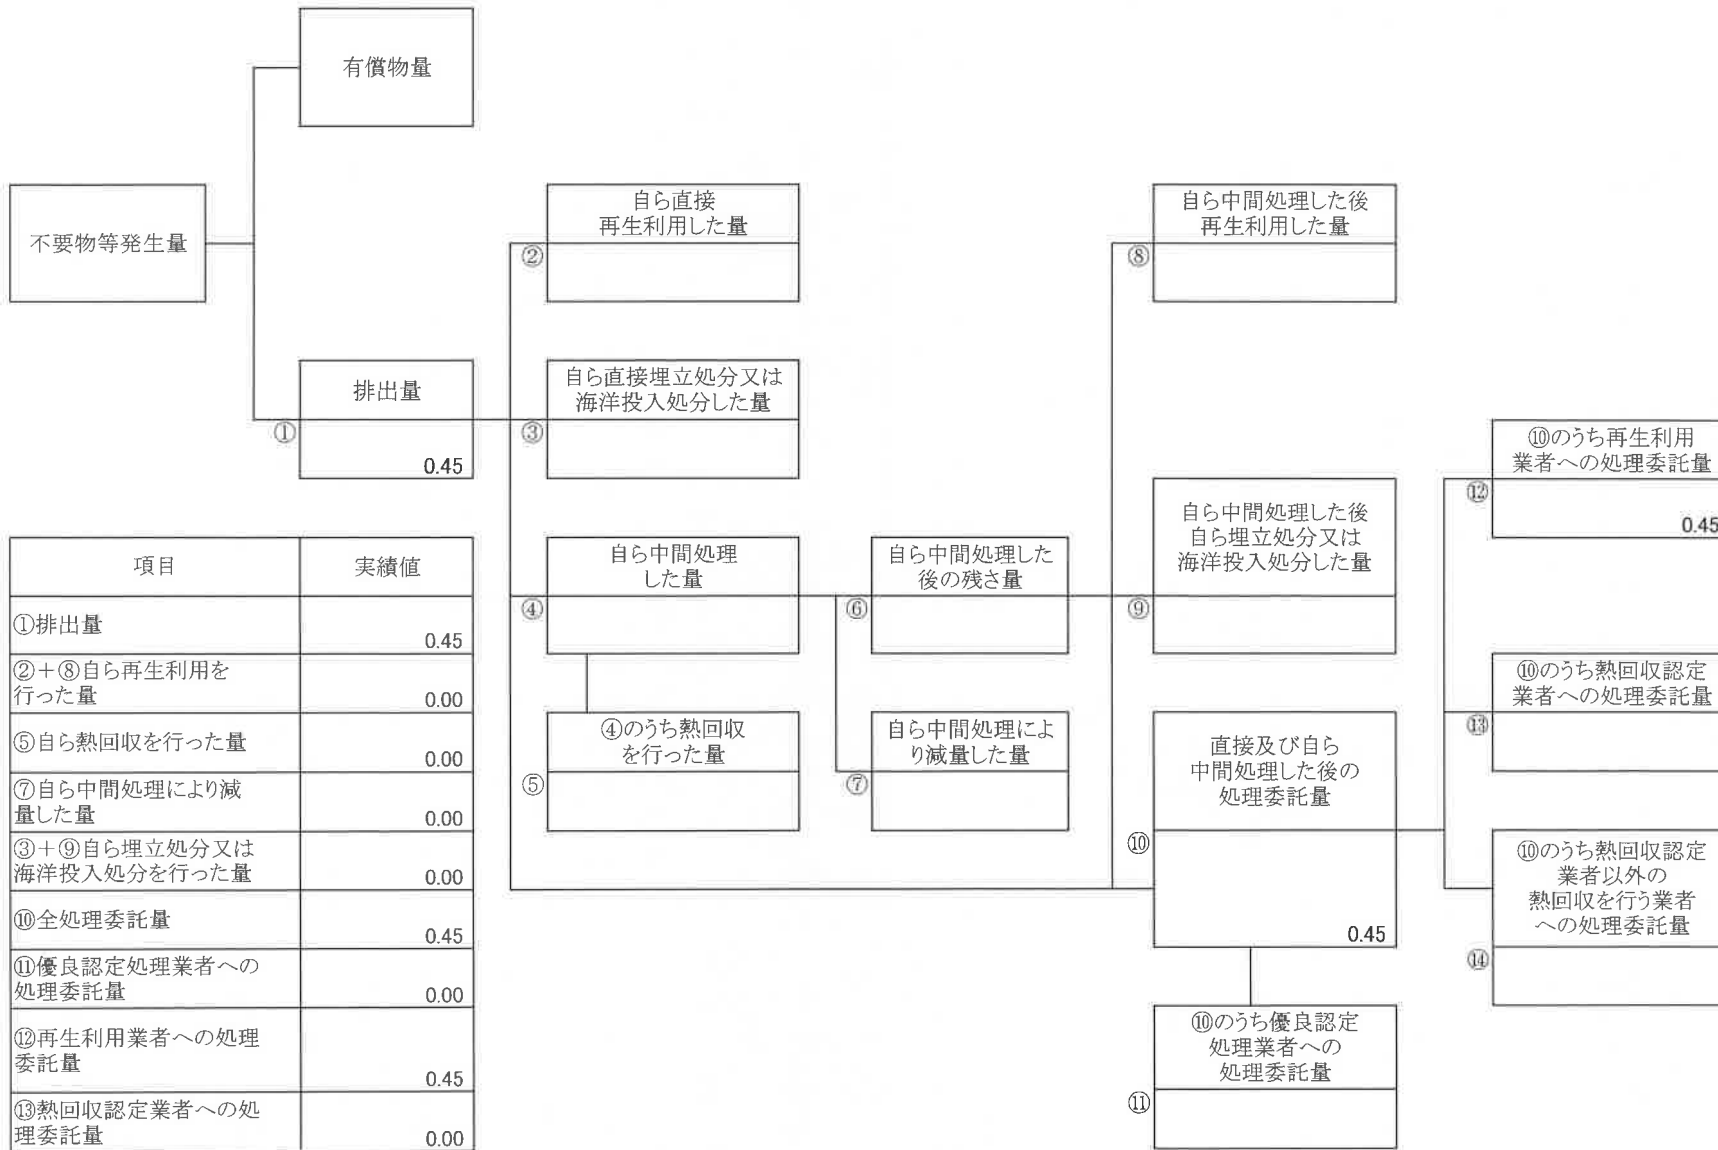 有償物量
不要物等発生量
自ら直接
再生利用した量
②
自ら中間処理した後
再生利用した量
⑧
排出量
①
0.45
自ら直接埋立処分又は
海洋投入処分した量
③
自ら中間処理
した量
④
自ら中間処理した
後の残さ量
⑥
自ら中間処理した後
自ら埋立処分又は
海洋投入処分した量
⑨
⑩のうち再生利用
業者への処理委託量
⑫
0.45
④のうち熱回収
を行った量
⑤
自ら中間処理によ
り減量した量
⑦
直接及び自ら
中間処理した後の
処理委託量
⑩
0.45
⑩のうち熱回収認定
業者への処理委託量
⑬
⑩のうち熱回収認定
業者以外の
熱回収を行う業者
への処理委託量
⑭
⑩のうち優良認定
処理業者への
処理委託量
⑪
項目 実績値
①排出量
0.45
②+⑧自ら再生利用を
行った量
0.00
⑤自ら熱回収を行った量
0.00
⑦自ら中間処理により減
量した量
0.00
③+⑨自ら埋立処分又は
海洋投入処分を行った量
0.00
⑩全処理委託量
0.45
⑪優良認定処理業者への
処理委託量
0.00
⑫再生利用業者への処理
委託量
0.45
⑬熱回収認定業者への処
理委託量
0.00